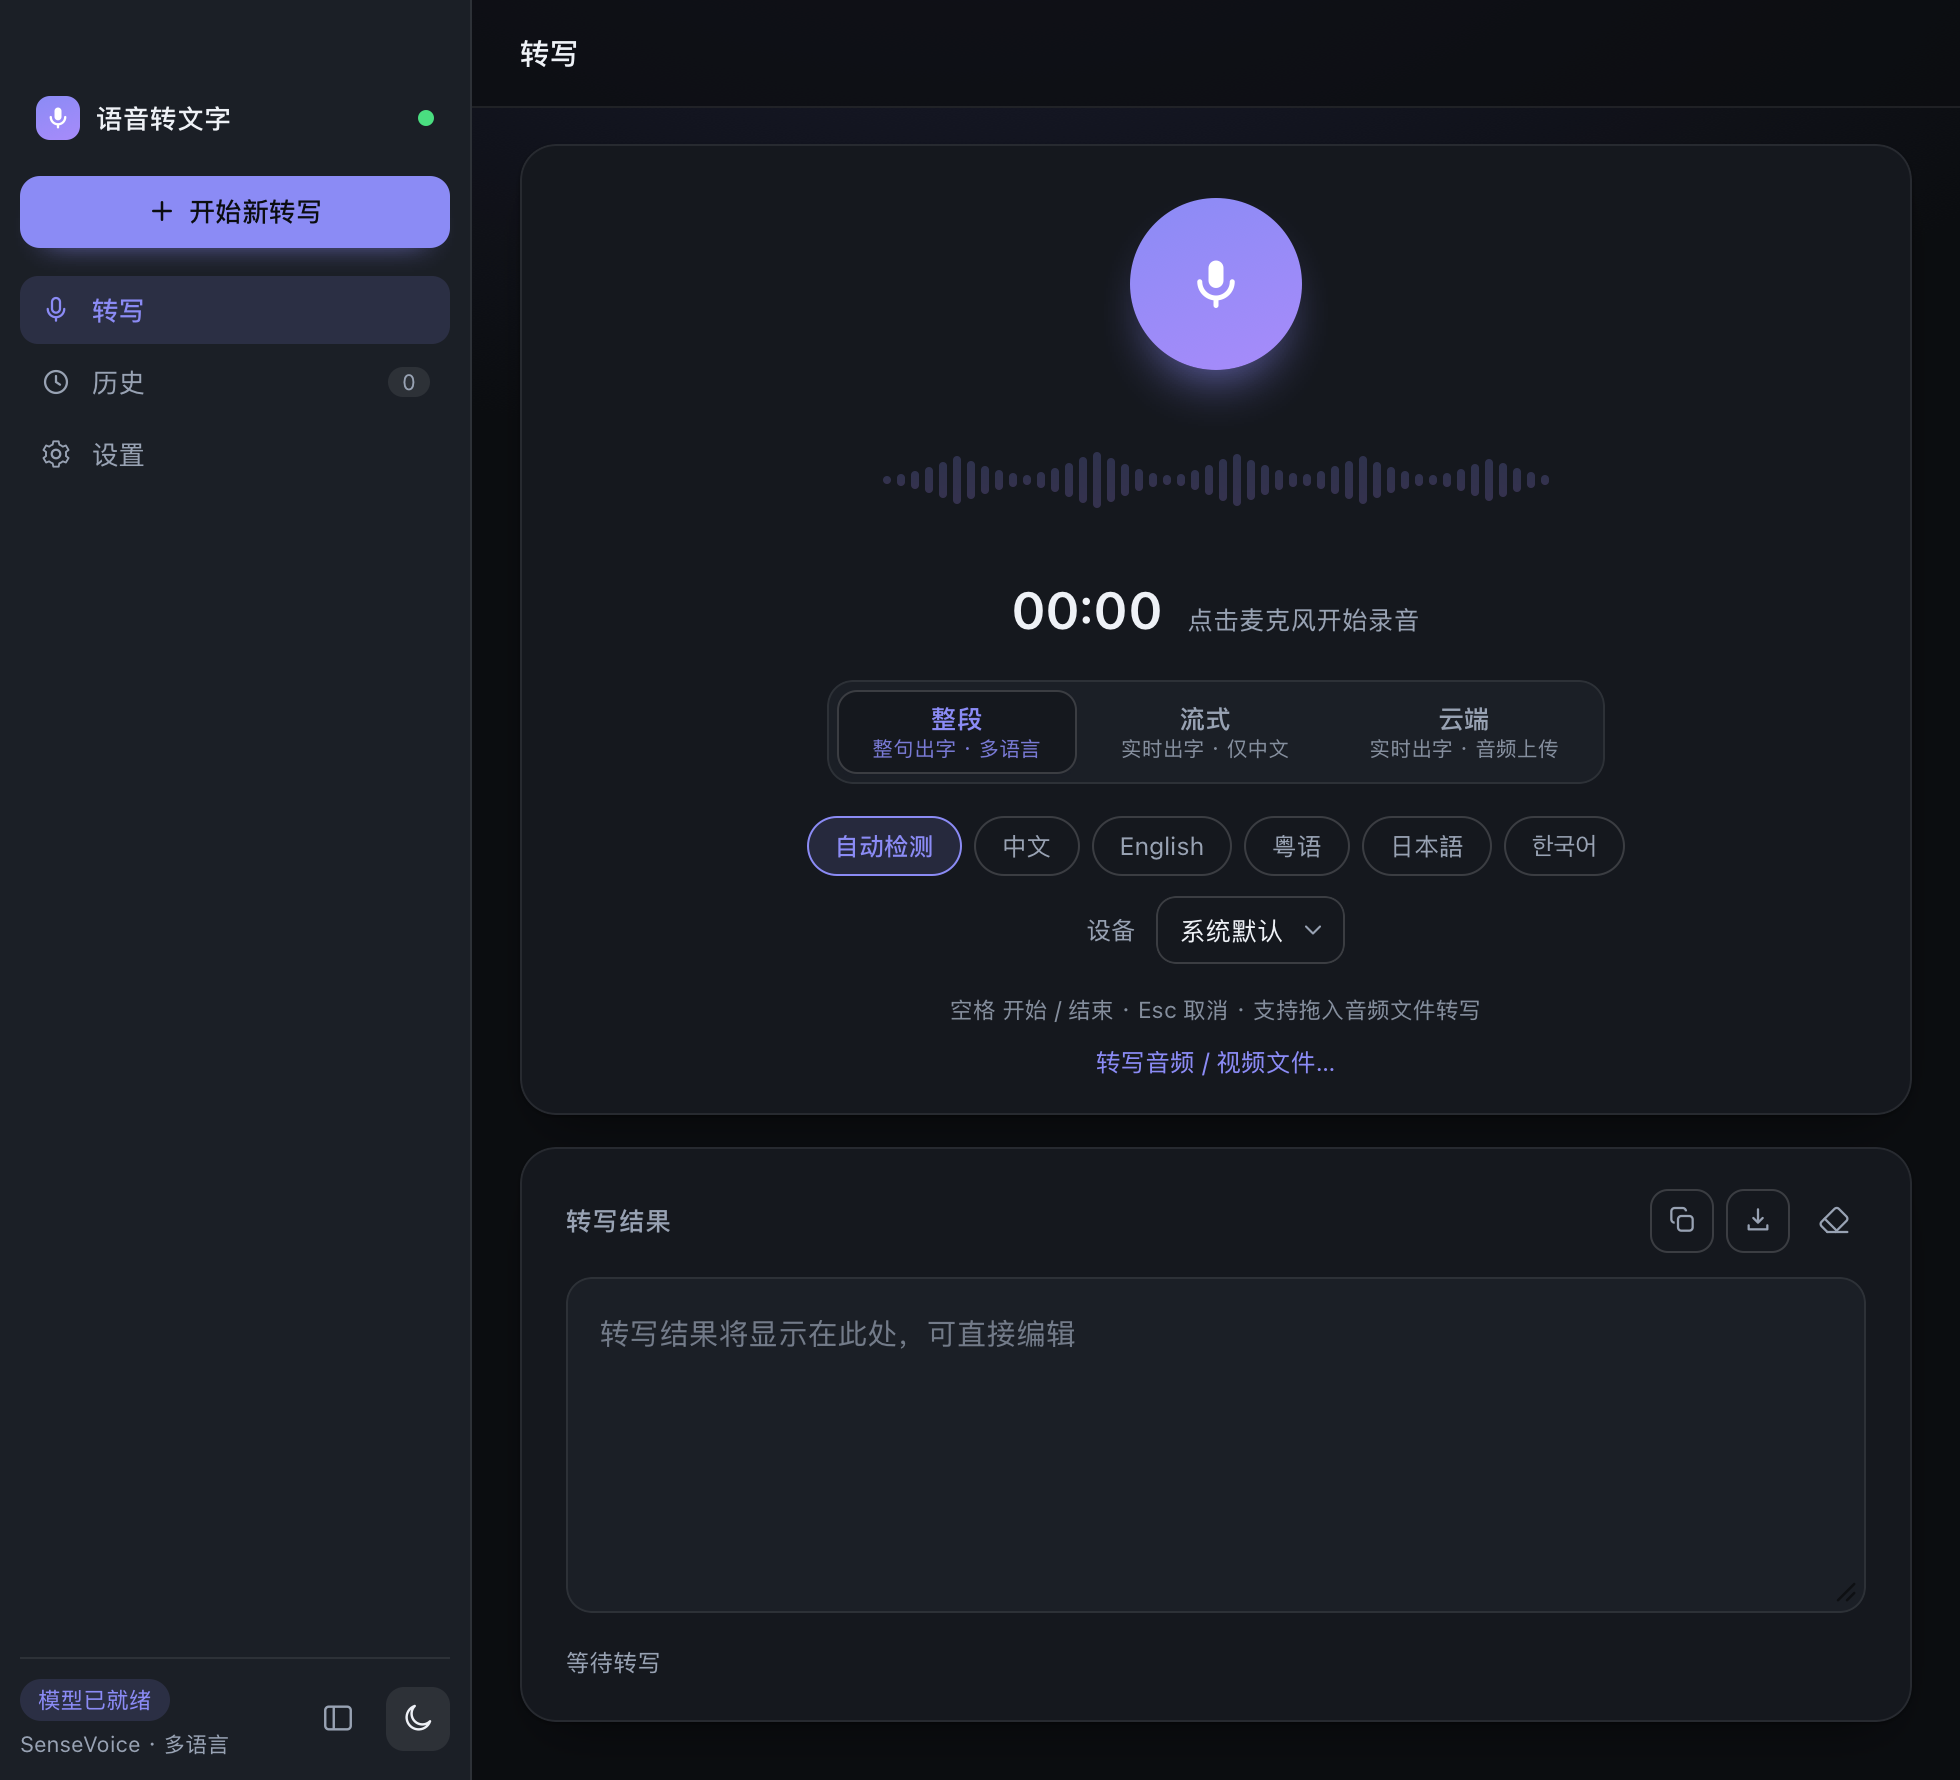 语音转文字
开始新转写
转写
历史 0
设置
模型已就绪
SenseVoice · 多语言
转写
00:00 点击麦克风开始录音
整段 流式 云端
整句出字 · 多语言 实时出字 · 仅中文 实时出字 · 音频上传
自动检测 中文 English 粤语 日本語 한국어
设备 系统默认
空格 开始 / 结束 · Esc 取消 · 支持拖入音频文件转写
转写音频 / 视频文件...
转写结果
转写结果将显示在此处，可直接编辑
等待转写